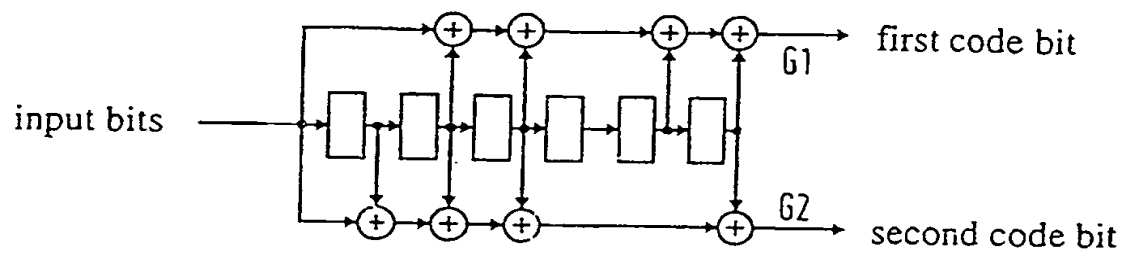 first code bit
G1
input bits
G2
second code bit